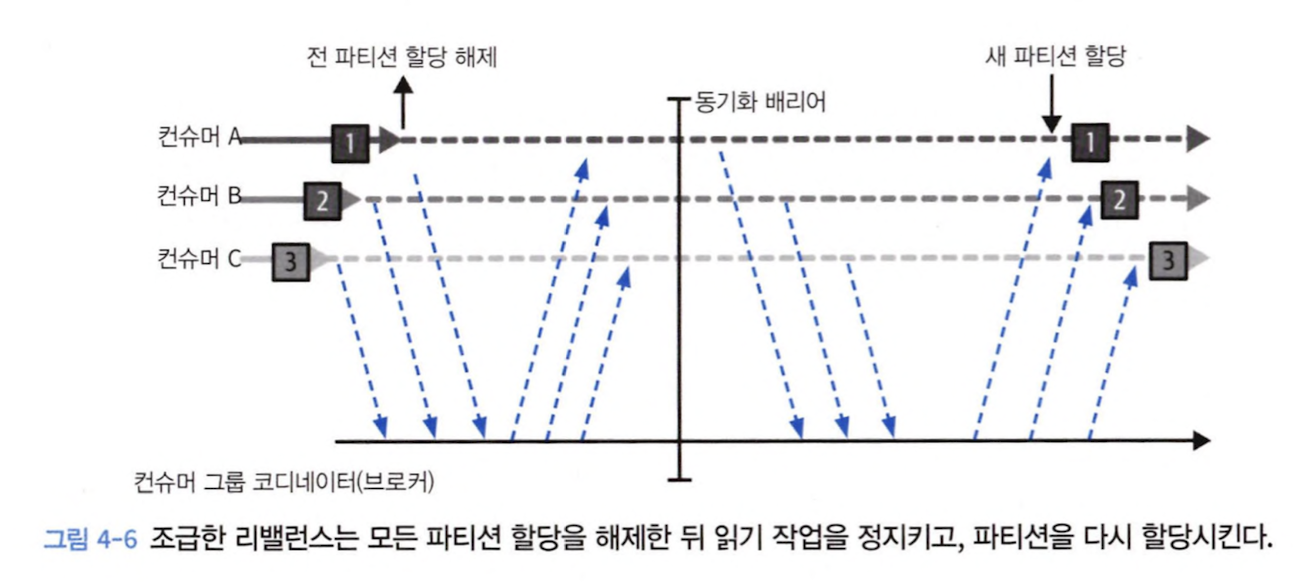 전 파티션 할당 해제
새 파티션 할당
동기화 배리어
컨슈머 A
1
1
컨슈머 B
2
2
컨슈머 C
3
3
컨슈머 그룹 코디네이터(브로커)
그림 4-6 조급한 리밸런스는 모든 파티션 할당을 해제한 뒤 읽기 작업을 정지키고, 파티션을 다시 할당시킨다.